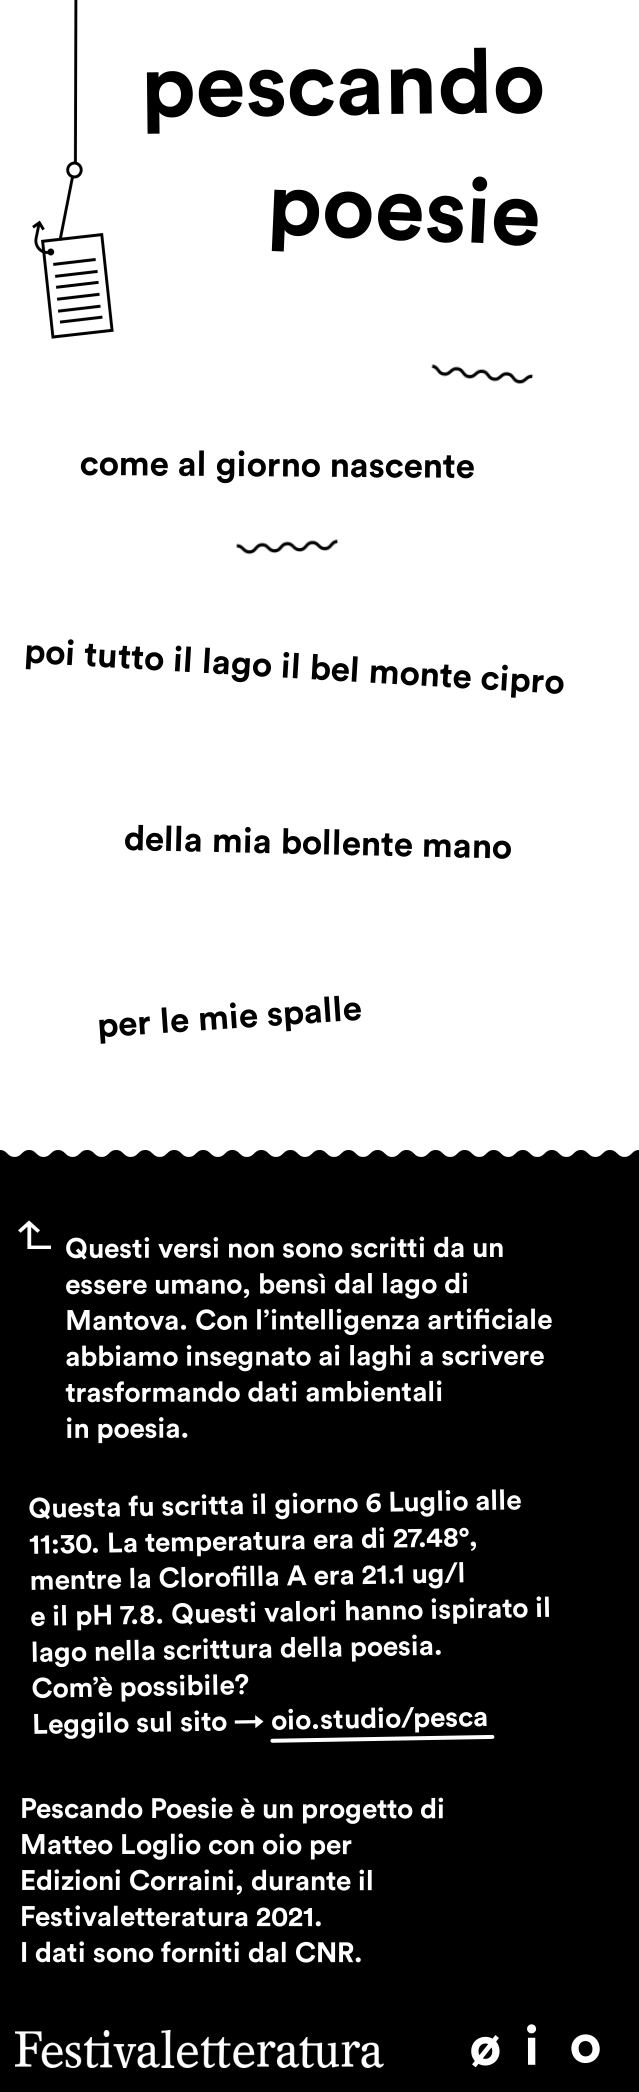 pescando
poesie
come al giorno nascente
poi tutto il lago il bel monte cipro
della mia bollente mano
per le mie spalle
Questi versi non sono scritti da un
essere umano, bensì dal lago di
Mantova. Con l’intelligenza artificiale
abbiamo insegnato ai laghi a scrivere
trasformando dati ambientali
in poesia.
Questa fu scritta il giorno 6 Luglio alle
11:30. La temperatura era di 27.48°,
mentre la Clorofilla A era 21.1 ug/l
e il pH 7.8. Questi valori hanno ispirato il
lago nella scrittura della poesia.
Com’è possibile?
Leggilo sul sito → oio.studio/pesca
Pescando Poesie è un progetto di
Matteo Loglio con oio per
Edizioni Corraini, durante il
Festivaletteratura 2021.
I dati sono forniti dal CNR.
Festivaletteratura ø i o